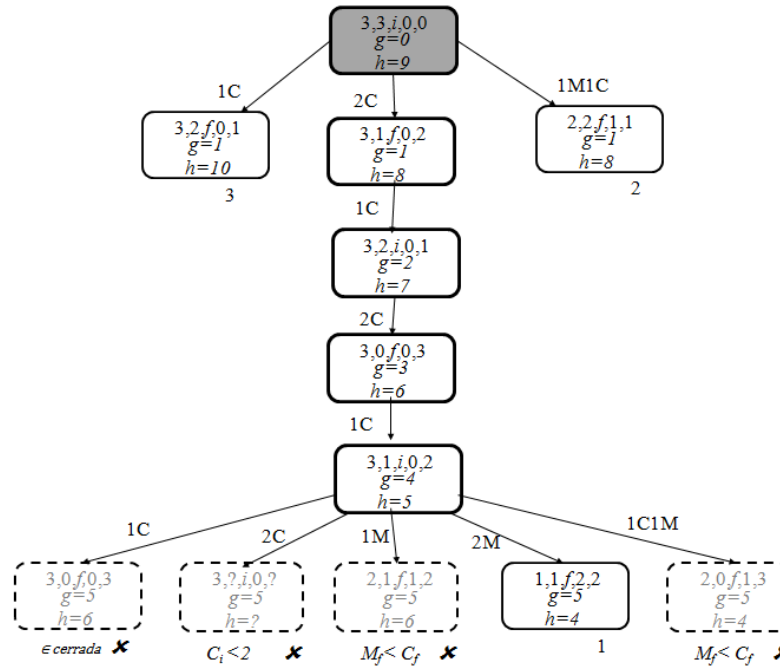 3,3,i,0,0
g=0
h=9
1C
2C
1M1C
3,2,f,0,1
g=1
h=10
3
3,1,f,0,2
g=1
h=8
2,2,f,1,1
g=1
h=8
2
1C
3,2,i,0,1
g=2
h=7
2C
3,0,f,0,3
g=3
h=6
1C
3,1,i,0,2
g=4
h=5
1C
2C
1M
2M
1C1M
3,0,f,0,3
g=5
h=6
∈ cerrada ✘
3,?,i,0,?
g=5
h=?
Ci <2 ✘
2,1,f,1,2
g=5
h=6
Mf< Cf ✘
1,1,f,2,2
g=5
h=4
1
2,0,f,1,3
g=5
h=4
Mf< Cf ✘